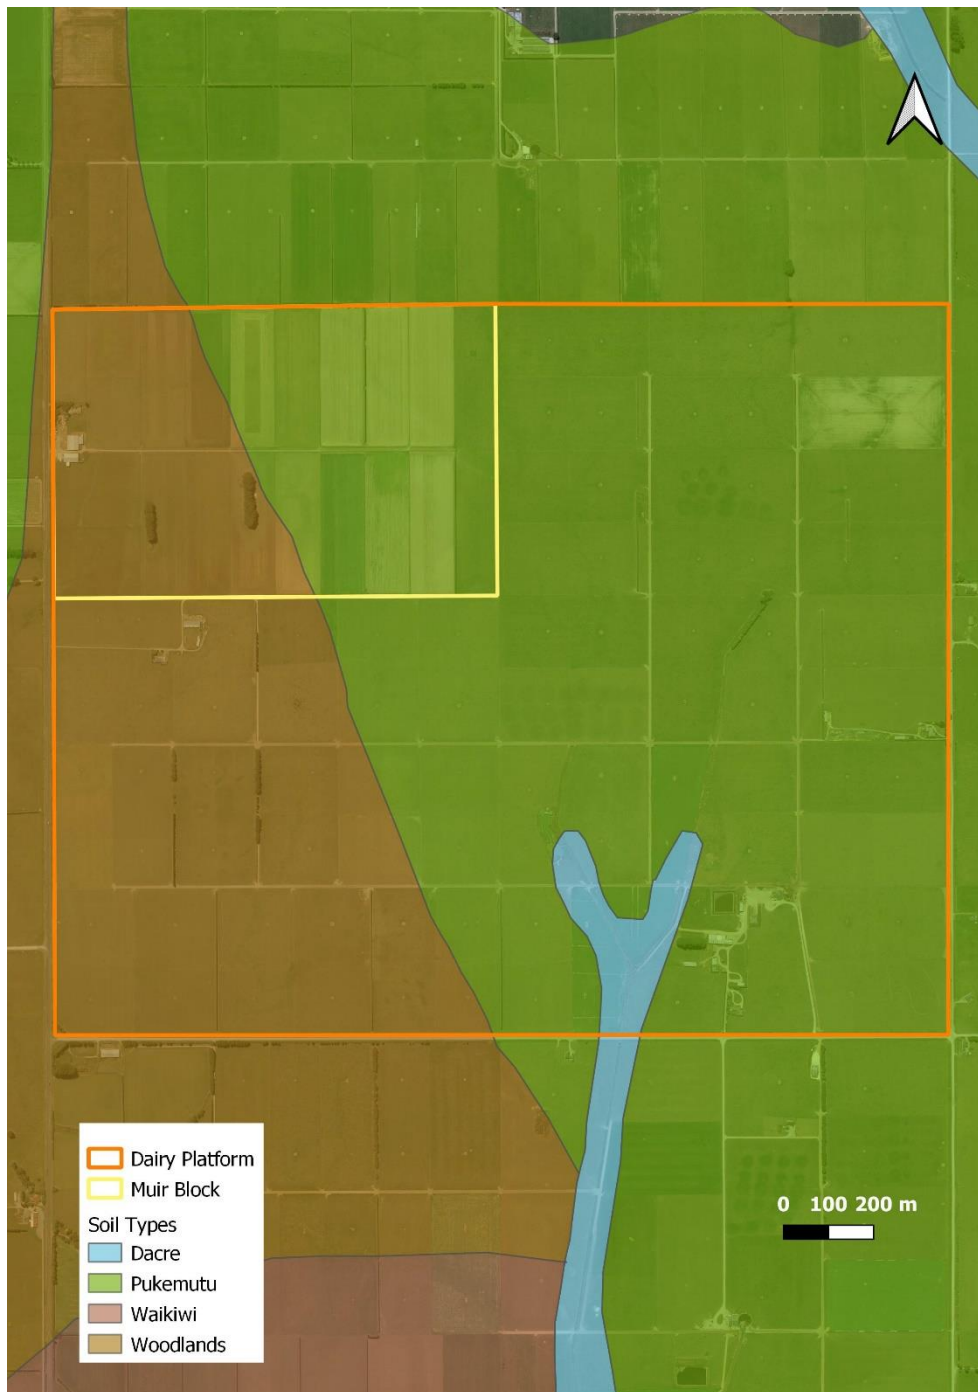 0 100 200 m
Dairy Platform
Muir Block
Soil Types
Dacre
Pukemutu
Waikiwi
Woodlands